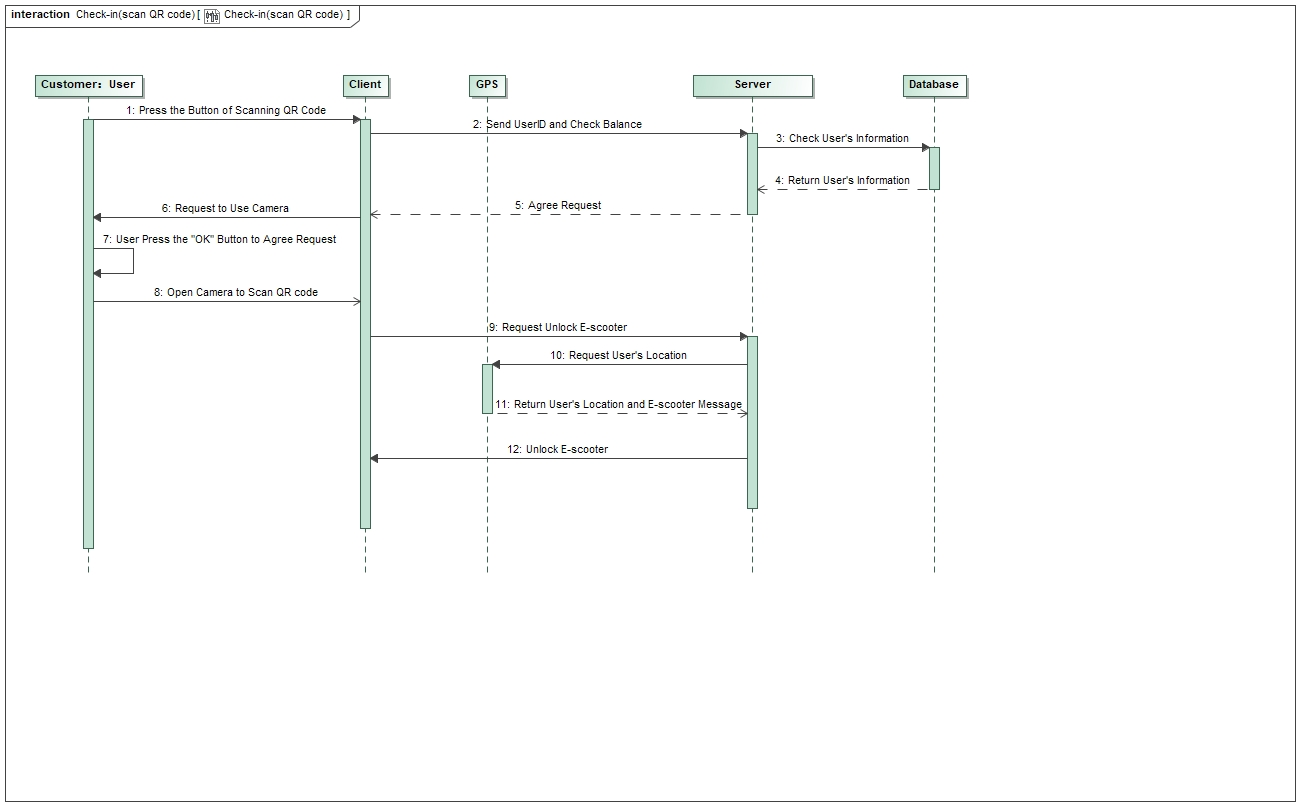 interaction Check-in(scan QR code) [ Check-in(scan QR code) ]
Customer: User
Client
GPS
Server
Database
1: Press the Button of Scanning QR Code
2: Send UserID and Check Balance
3: Check User's Information
4: Return User's Information
5: Agree Request
6: Request to Use Camera
7: User Press the "OK" Button to Agree Request
8: Open Camera to Scan QR code
9: Request Unlock E-scooter
10: Request User's Location
11: Return User's Location and E-scooter Message
12: Unlock E-scooter